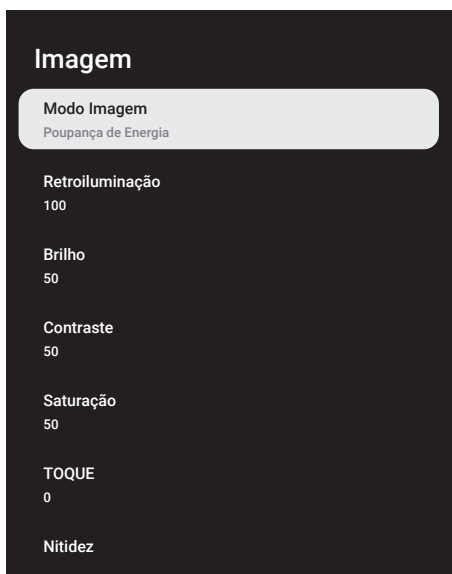 Imagem
Modo Imagem
Poupança de Energia
Retroiluminação
100
Brilho
50
Contraste
50
Saturação
50
TOQUE
0
Nitidez